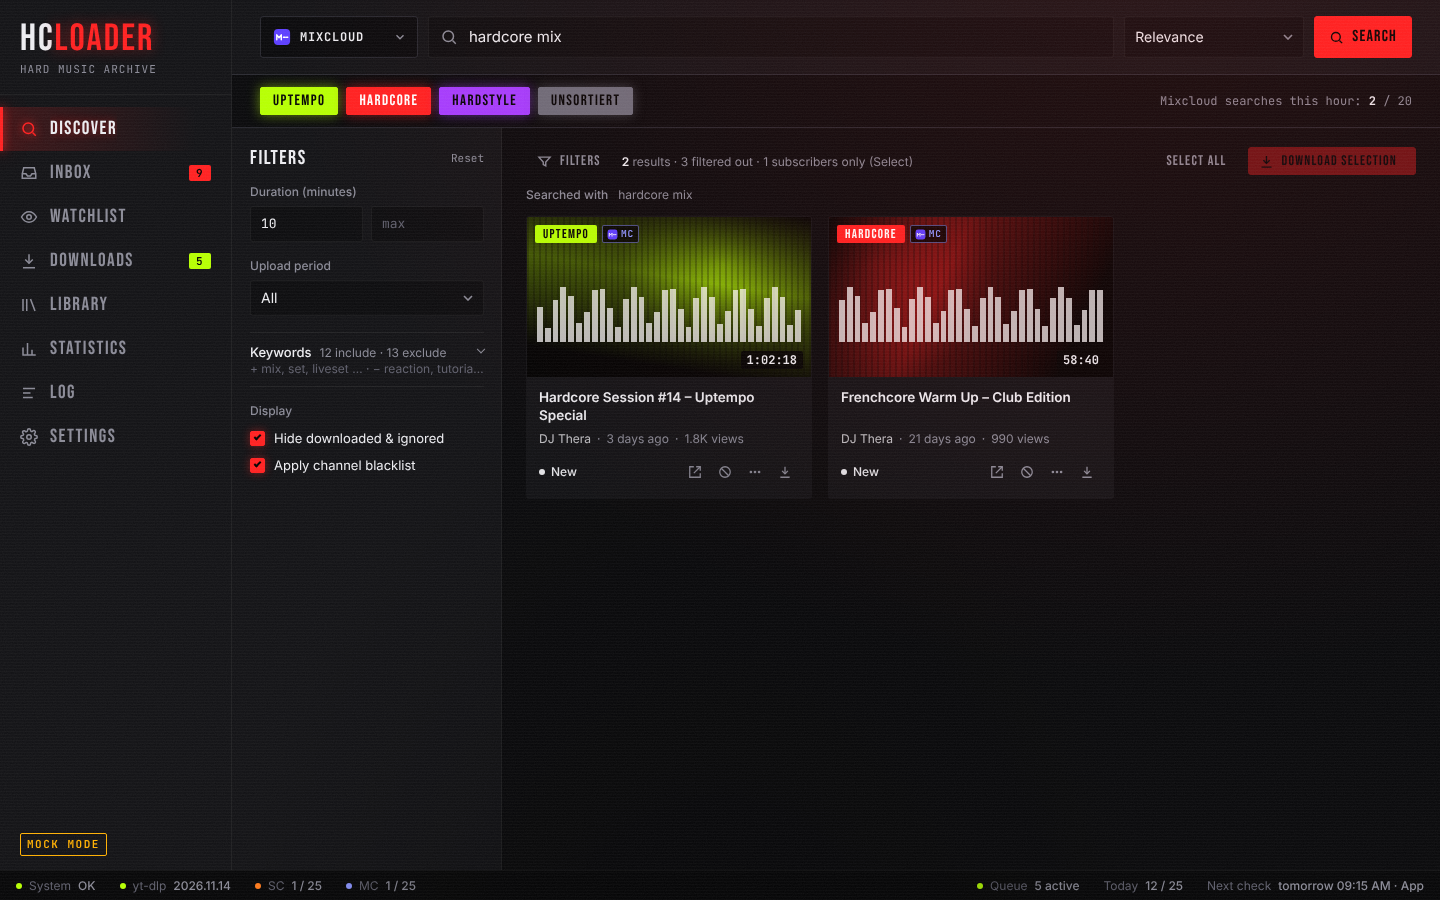 HCLOADER
HARD MUSIC ARCHIVE
DISCOVER
INBOX 9
WATCHLIST
DOWNLOADS 5
LIBRARY
STATISTICS
LOG
SETTINGS
MOCK MODE
M- MIXCLOUD
hardcore mix
Relevance
SEARCH
UPTEMPO HARDCORE HARDSTYLE UNSORTIERT
Mixcloud searches this hour: 2 / 20
FILTERS Reset
Duration (minutes)
10 max
Upload period
All
Keywords 12 include · 13 exclude
+ mix, set, liveset ... · – reaction, tutoria...
Display
Hide downloaded & ignored
Apply channel blacklist
FILTERS 2 results · 3 filtered out · 1 subscribers only (Select)
SELECT ALL DOWNLOAD SELECTION
Searched with hardcore mix
UPTEMPO M- MC
1:02:18
Hardcore Session #14 – Uptempo
Special
DJ Thera · 3 days ago · 1.8K views
New
HARDCORE M- MC
58:40
Frenchcore Warm Up – Club Edition
DJ Thera · 21 days ago · 990 views
New
System OK yt-dlp 2026.11.14 SC 1 / 25 MC 1 / 25
Queue 5 active Today 12 / 25 Next check tomorrow 09:15 AM · App